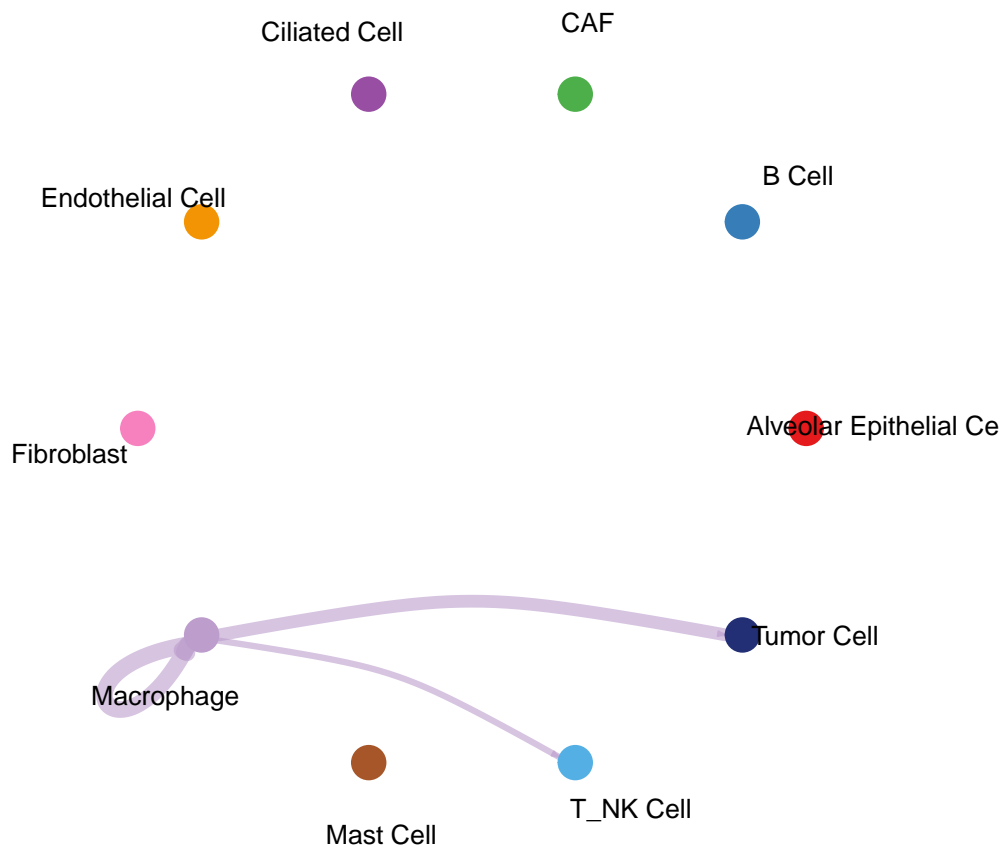 CAF
Ciliated Cell
B Cell
Endothelial Cell
Alveolar Epithelial Ce
Fibroblast
Tumor Cell
Macrophage
T_NK Cell
Mast Cell